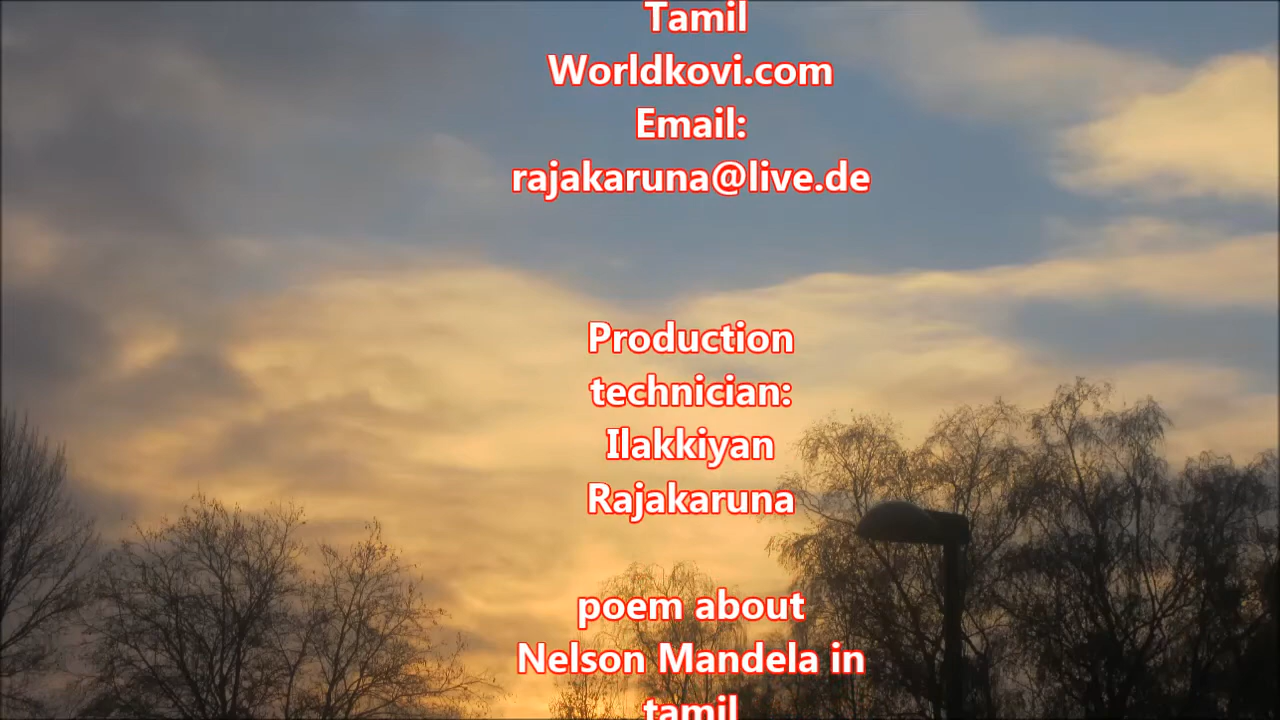 Tamil
Worldkovi.com
Email:
rajakaruna@live.de
Production
technician:
Ilakkiyan
Rajakaruna
poem about
Nelson Mandela in
tamil